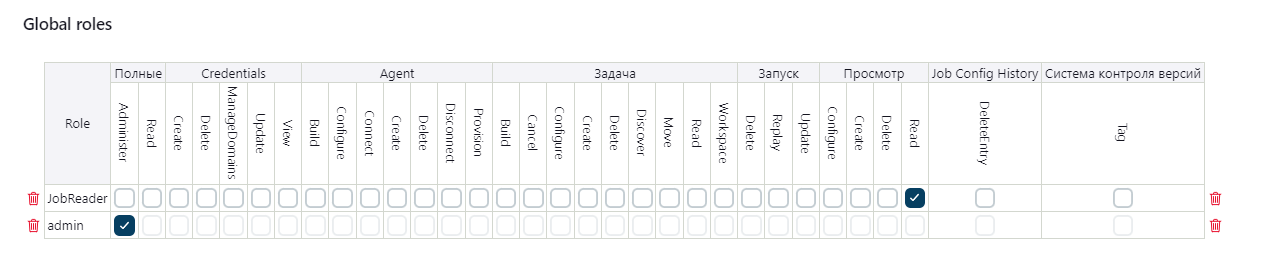 Global roles
Role Полные Credentials Agent Задача Запуск Просмотр Job Config History Система контроля версий
Administer Read Create Delete ManageDomains Update View Build Configure Connect Create Delete Disconnect Provision Build Cancel Configure Create Delete Discover Move Read Workspace Delete Replay Update Configure Create Delete Read DeleteEntry Tag
JobReader
admin